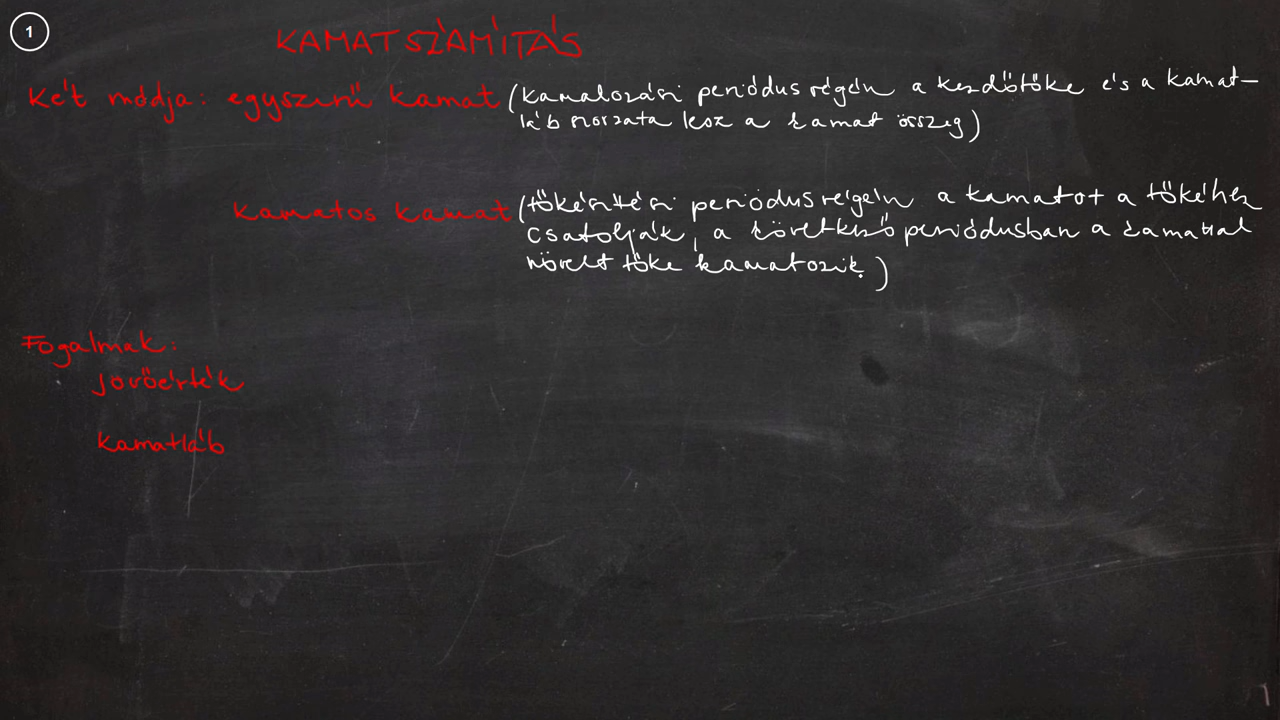 1
KAMATSZÁMÍTÁS
Két módja: egyszerű kamat (kamatozási periódus végén a kezdőtőke és a kamat-
láb szorzata lesz a kamat összeg)
kamatos kamat (tőkésítési periódus végén a kamatot a tőkéhez
csatolják, a következő periódusban a kamattal
növelt tőke kamatozik.)
Fogalmak:
jövőérték
kamatláb